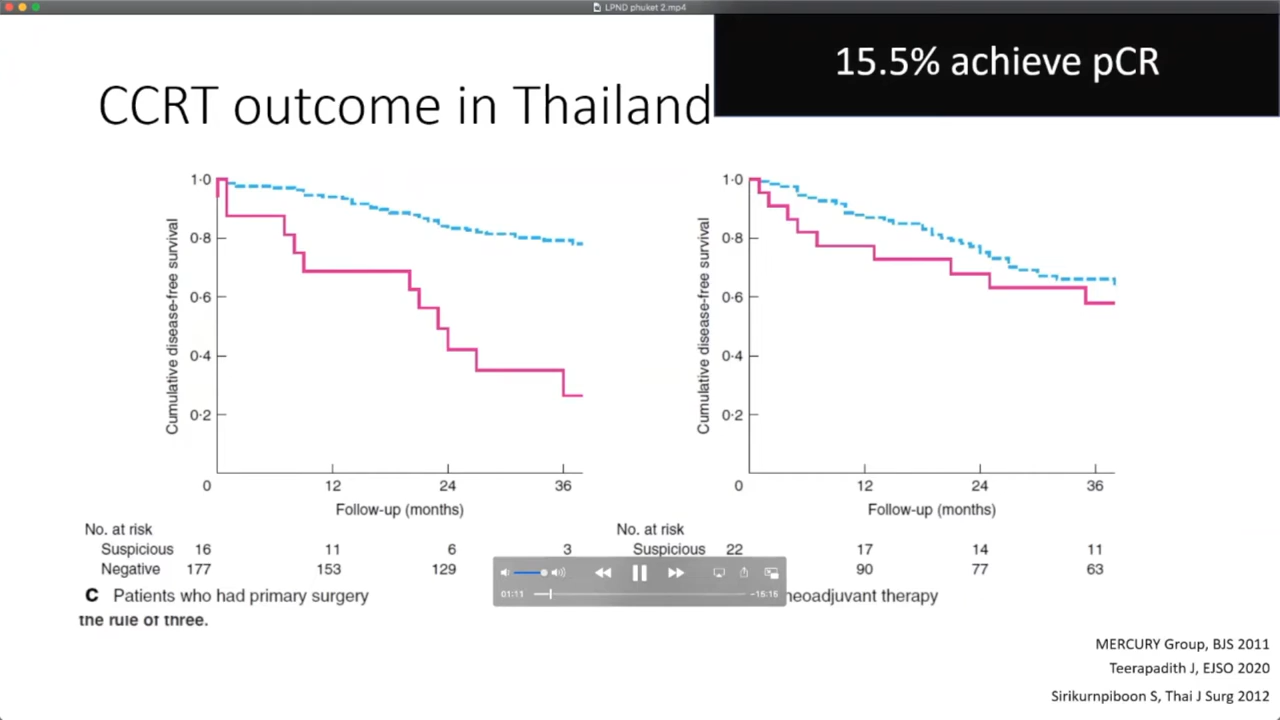 LPND phuket 2.mp4
15.5% achieve pCR
CCRT outcome in Thailand
Cumulative disease-free survival
1·0
0·8
0·6
0·4
0·2
0 12 24 36
Follow-up (months)
No. at risk
Suspicious 16 11 6 3
Negative 177 153 129
C Patients who had primary surgery
the rule of three.
Cumulative disease-free survival
1·0
0·8
0·6
0·4
0·2
0 12 24 36
Follow-up (months)
No. at risk
Suspicious 22 17 14 11
90 77 63
neoadjuvant therapy
01:11 -16:16
MERCURY Group, BJS 2011
Teerapadith J, EJSO 2020
Sirikurnpiboon S, Thai J Surg 2012